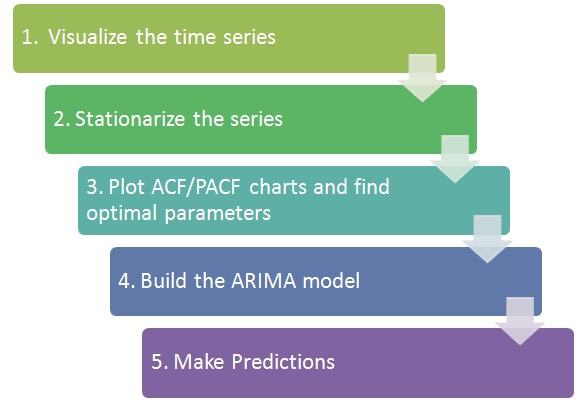 1. Visualize the time series
2. Stationarize the series
3. Plot ACF/PACF charts and find
optimal parameters
4. Build the ARIMA model
5. Make Predictions